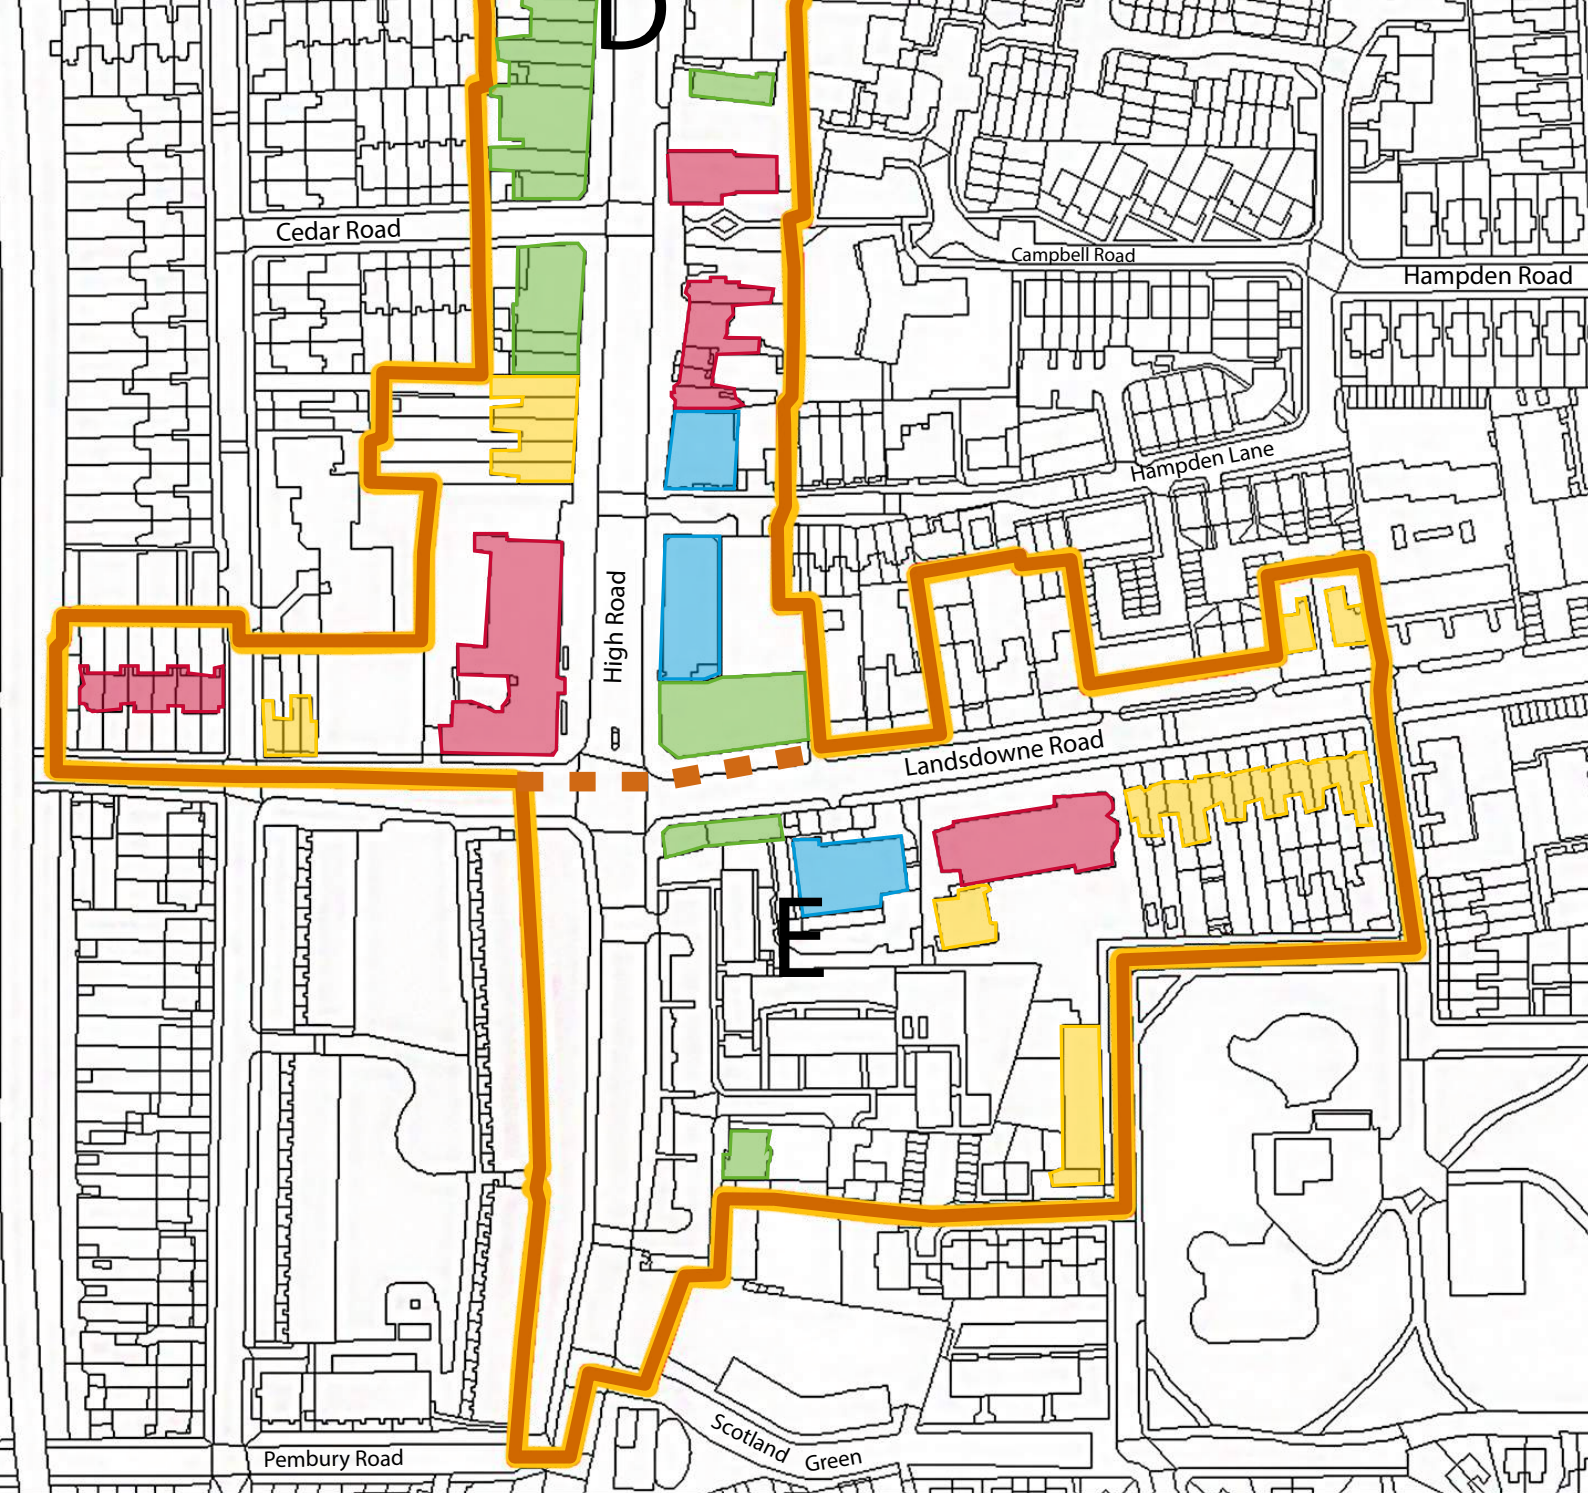 D
Cedar Road
Campbell Road
Hampden Road
Hampden Lane
High Road
Landsdowne Road
E
Scotland Green
Pembury Road